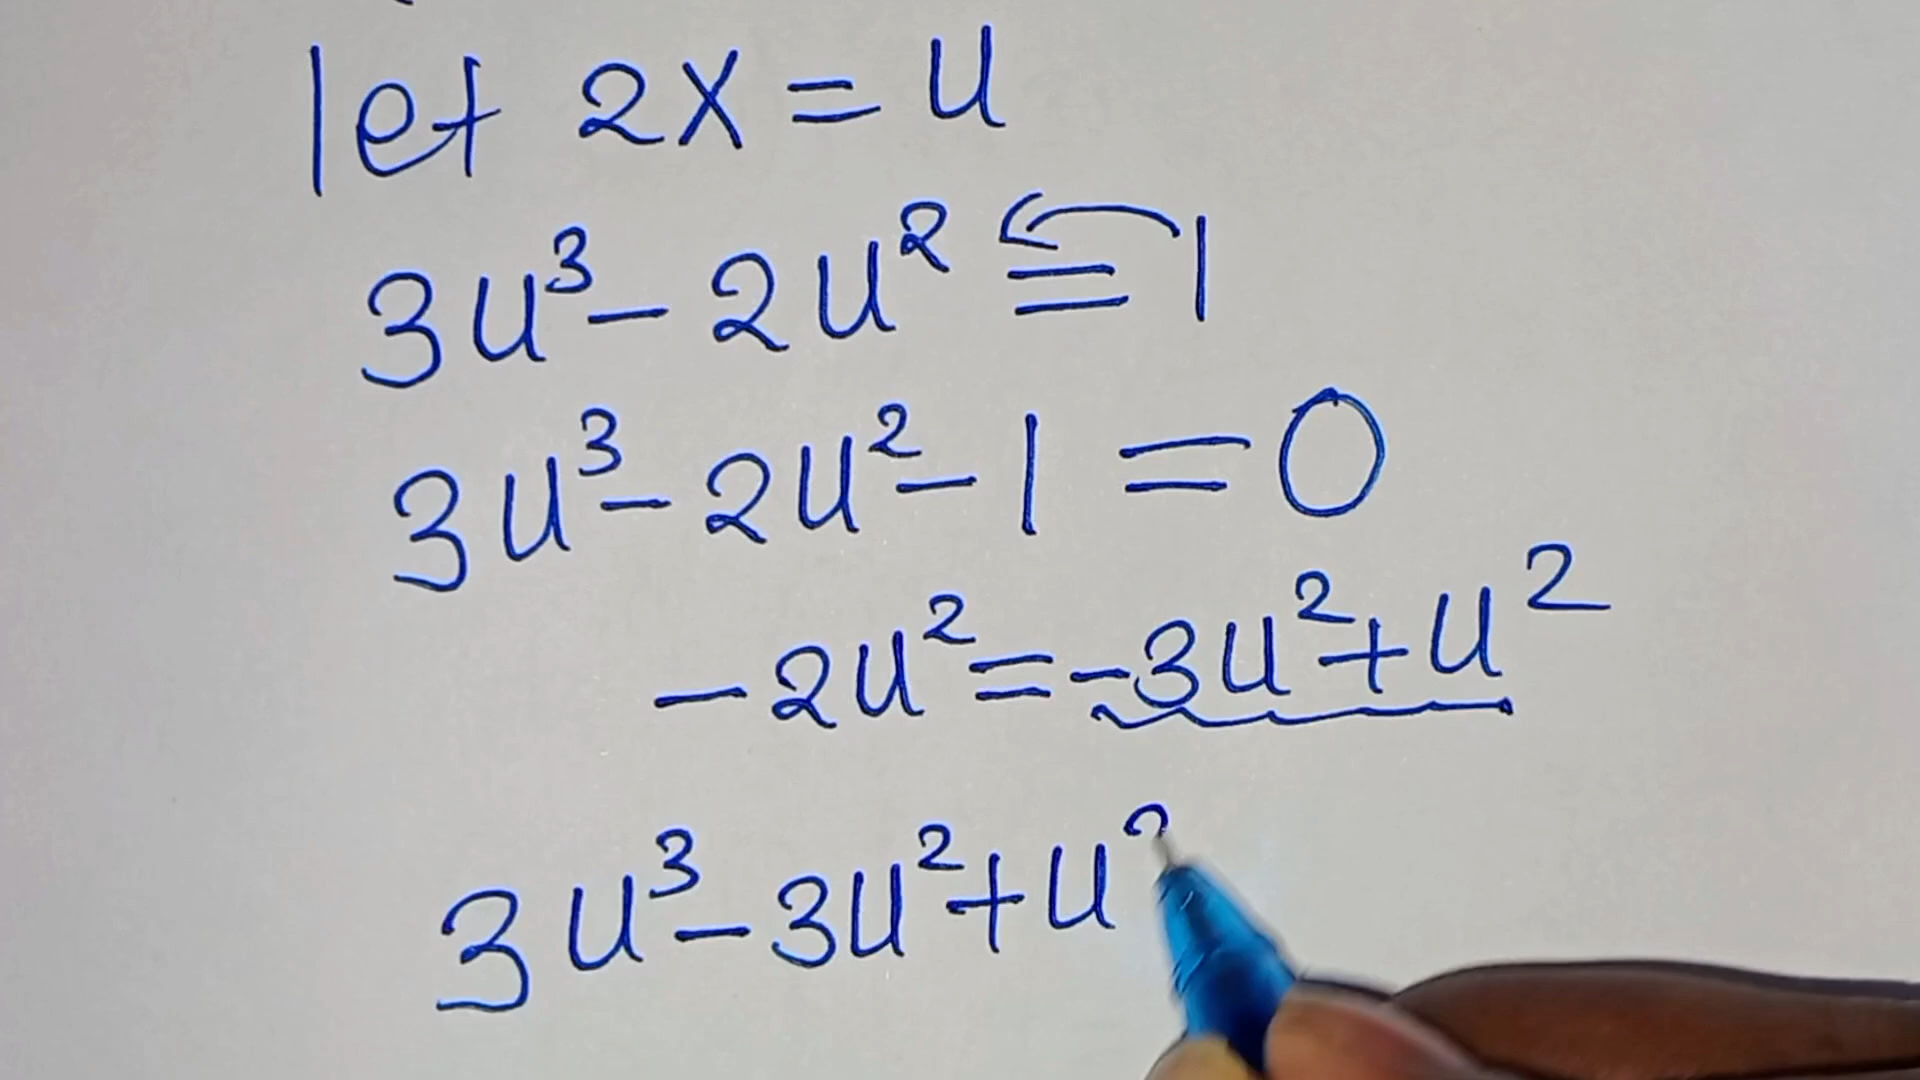 let 2x = u
3u³ - 2u² = 1
3u³ - 2u² - 1 = 0
-2u² = -3u² + u²
3u³ - 3u² + u²